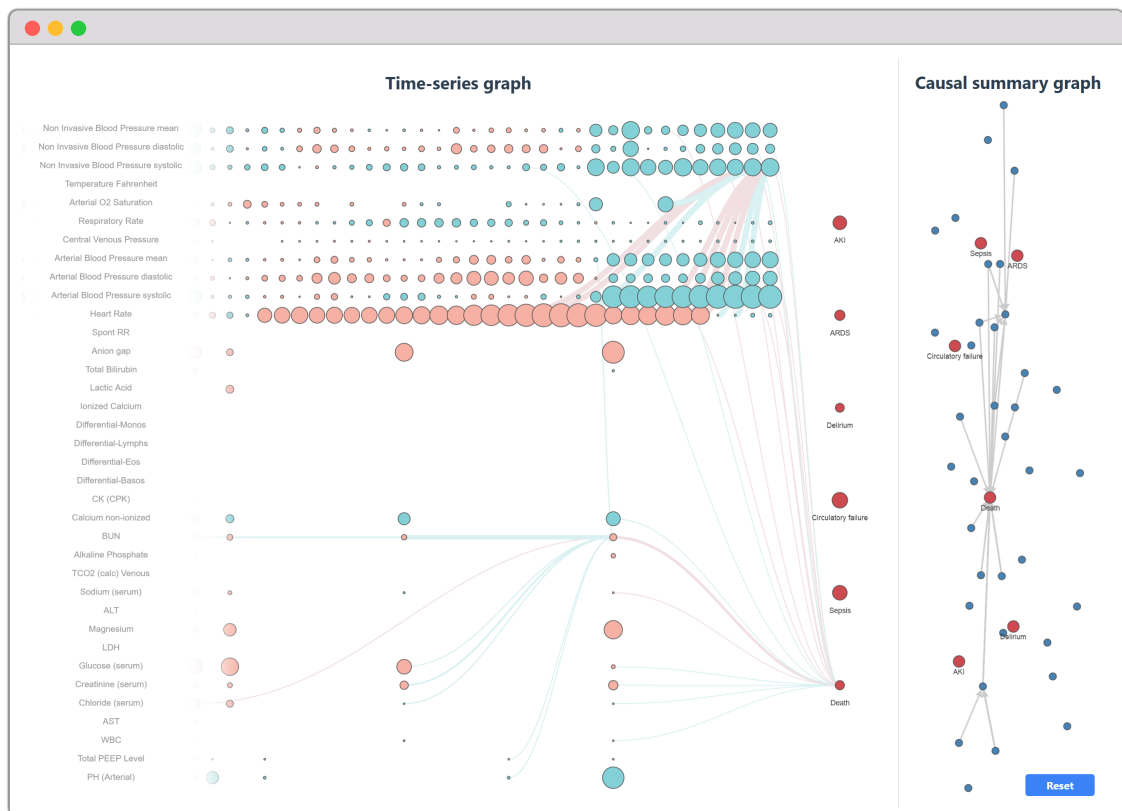 Time-series graph
Causal summary graph
Non Invasive Blood Pressure mean
Non Invasive Blood Pressure diastolic
Non Invasive Blood Pressure systolic
Temperature Fahrenheit
Arterial O2 Saturation
Respiratory Rate
Central Venous Pressure
Arterial Blood Pressure mean
Arterial Blood Pressure diastolic
Arterial Blood Pressure systolic
Heart Rate
Spont RR
Anion gap
Total Bilirubin
Lactic Acid
Ionized Calcium
Differential-Monos
Differential-Lymphs
Differential-Eos
Differential-Basos
CK (CPK)
Calcium non-ionized
BUN
Alkaline Phosphate
TCO2 (calc) Venous
Sodium (serum)
ALT
Magnesium
LDH
Glucose (serum)
Creatinine (serum)
Chloride (serum)
AST
WBC
Total PEEP Level
PH (Arterial)
AKI
ARDS
Delirium
Circulatory failure
Sepsis
Death
Sepsis
ARDS
Circulatory failure
Death
Delirium
AKI
Reset